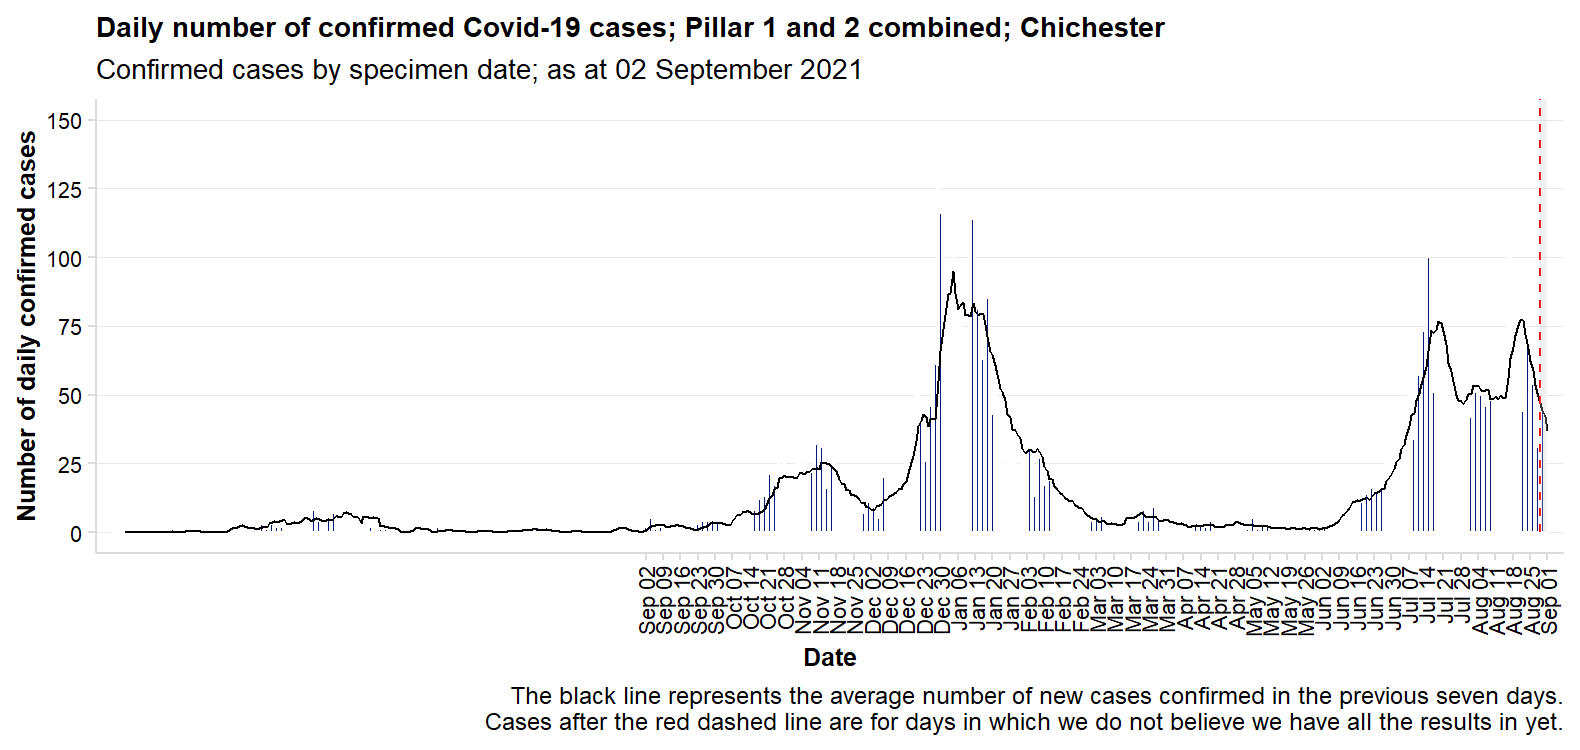 Daily number of confirmed Covid-19 cases; Pillar 1 and 2 combined; Chichester
Confirmed cases by specimen date; as at 02 September 2021
Number of daily confirmed cases
150
125
100
75
50
25
0
Sep 02
Sep 09
Sep 16
Sep 23
Sep 30
Oct 07
Oct 14
Oct 21
Oct 28
Nov 04
Nov 11
Nov 18
Nov 25
Dec 02
Dec 09
Dec 16
Dec 23
Dec 30
Jan 06
Jan 13
Jan 20
Jan 27
Feb 03
Feb 10
Feb 17
Feb 24
Mar 03
Mar 10
Mar 17
Mar 24
Mar 31
Apr 07
Apr 14
Apr 21
Apr 28
May 05
May 12
May 19
May 26
Jun 02
Jun 09
Jun 16
Jun 23
Jun 30
Jul 07
Jul 14
Jul 21
Jul 28
Aug 04
Aug 11
Aug 18
Aug 25
Sep 01
Date
The black line represents the average number of new cases confirmed in the previous seven days.
Cases after the red dashed line are for days in which we do not believe we have all the results in yet.